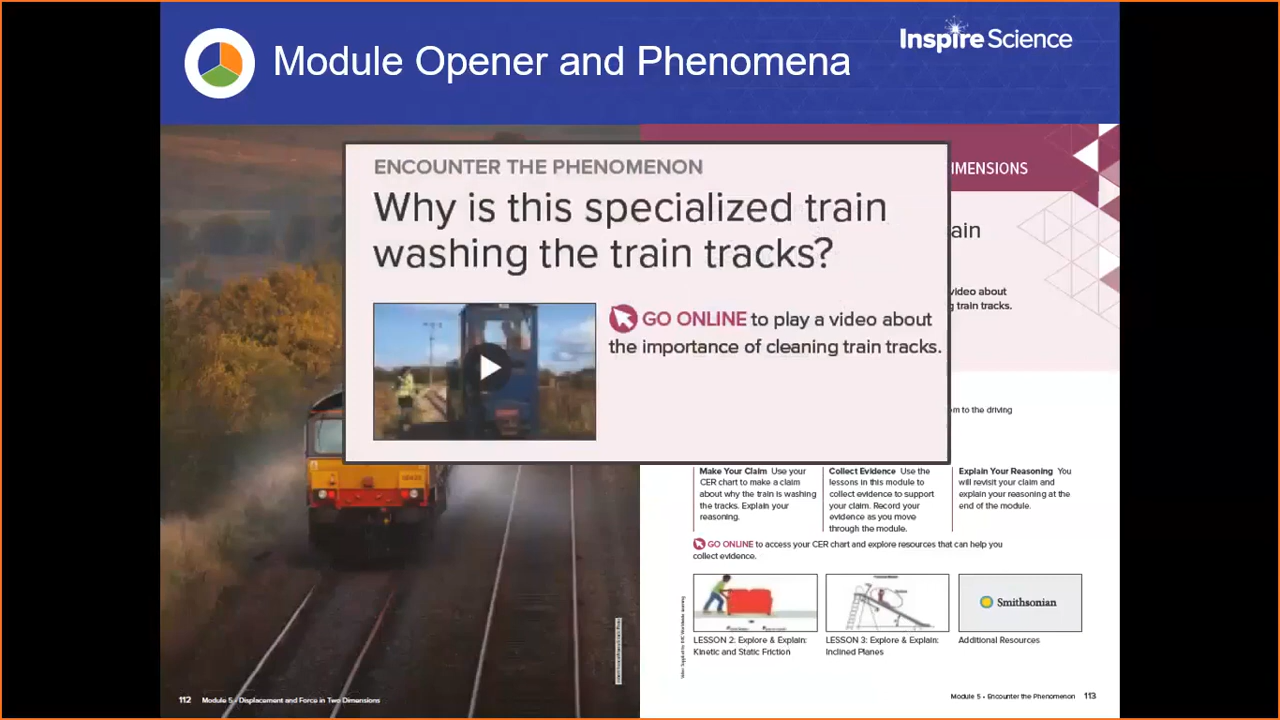 Module Opener and Phenomena
Inspire Science
ENCOUNTER THE PHENOMENON
Why is this specialized train
washing the train tracks?
GO ONLINE to play a video about
the importance of cleaning train tracks.
IMENSIONS
ain
video about
g train tracks.
m to the driving
Make Your Claim Use your
CER chart to make a claim
about why the train is washing
the tracks. Explain your
reasoning.
Collect Evidence Use the
lessons in this module to
collect evidence to support
your claim. Record your
evidence as you move
through the module.
Explain Your Reasoning You
will revisit your claim and
explain your reasoning at the
end of the module.
GO ONLINE to access your CER chart and explore resources that can help you
collect evidence.
Smithsonian
LESSON 2: Explore & Explain:
Kinetic and Static Friction
LESSON 3: Explore & Explain:
Inclined Planes
Additional Resources
112 Module 5 • Displacement and Force in Two Dimensions
Module 5 • Encounter the Phenomenon 113